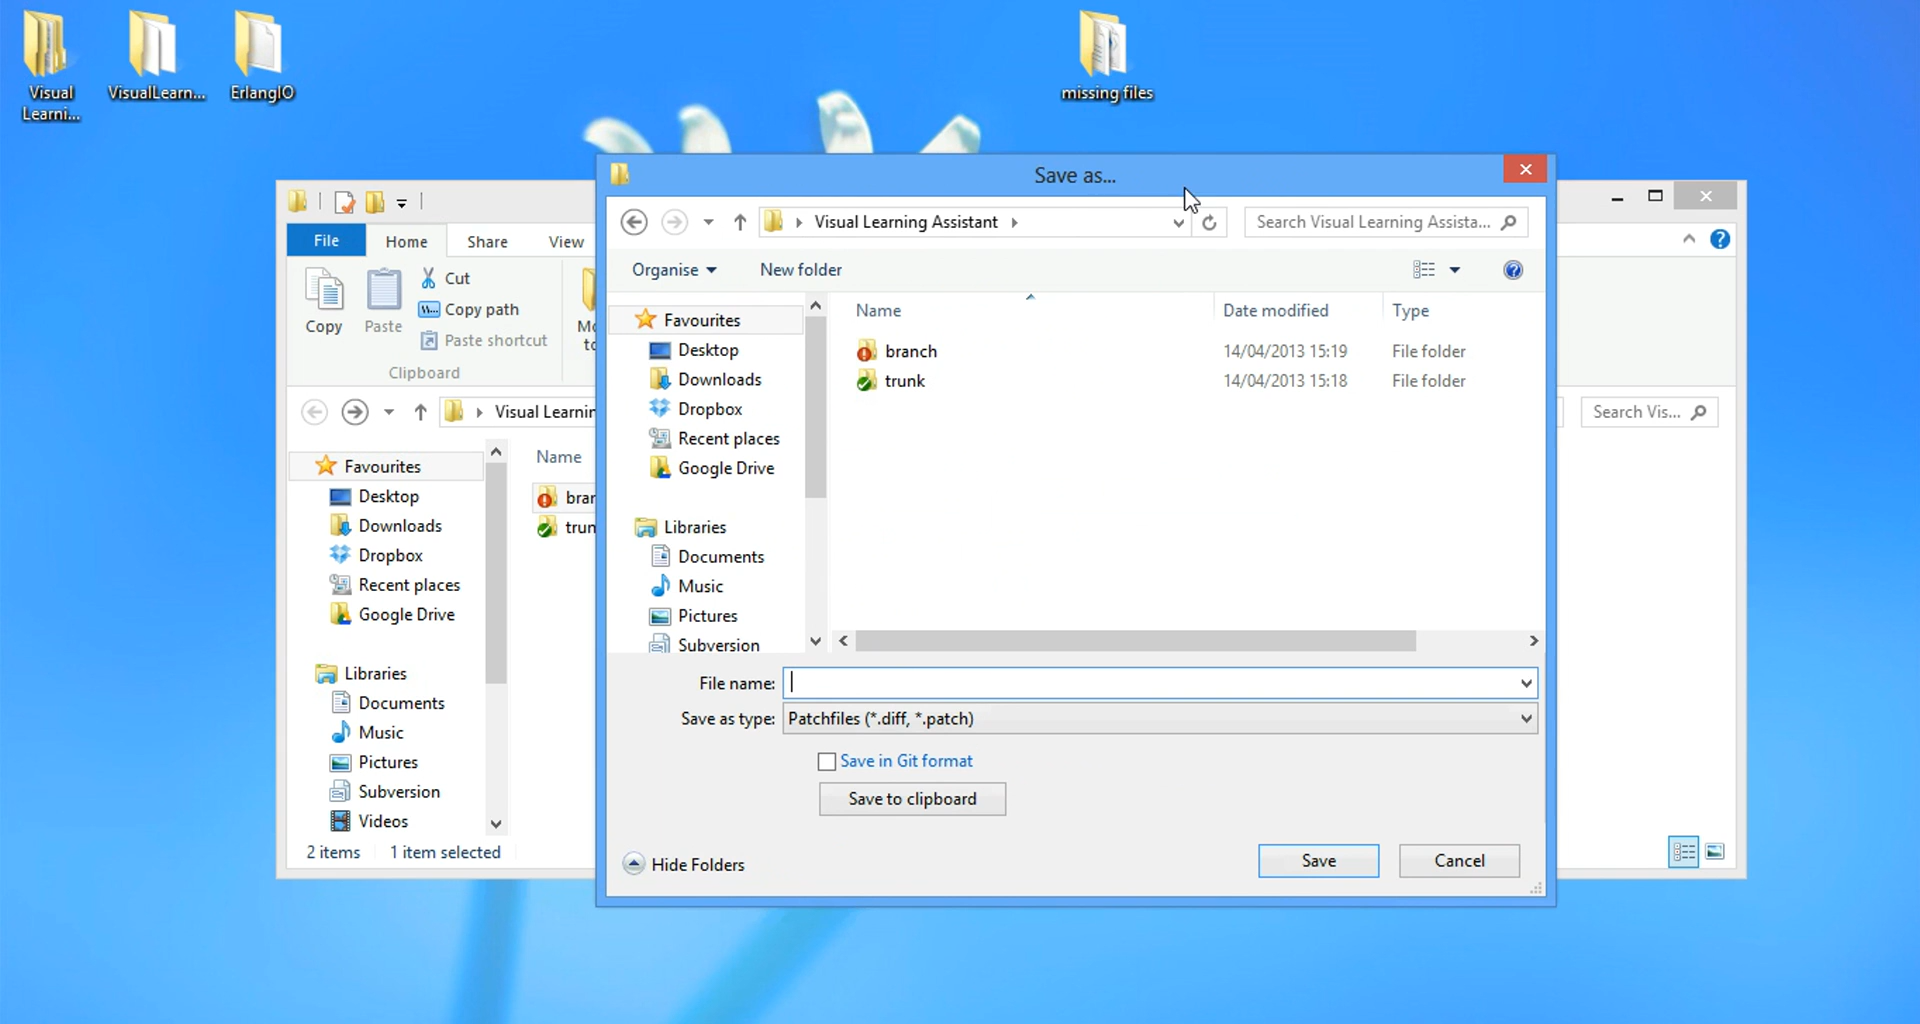 Visual
Learni...
VisualLearn...
ErlangIO
missing files
File
Home
Share
View
Copy
Paste
Cut
Copy path
Paste shortcut
Clipboard
Visual Learnin
Search Vis...
Favourites
Desktop
Downloads
Dropbox
Recent places
Google Drive
Libraries
Documents
Music
Pictures
Subversion
Videos
Name
2 items
1 item selected
Save as...
Visual Learning Assistant
Search Visual Learning Assista...
Organise
New folder
Favourites
Desktop
Downloads
Dropbox
Recent places
Google Drive
Libraries
Documents
Music
Pictures
Subversion
Name Date modified Type
branch 14/04/2013 15:19 File folder
trunk 14/04/2013 15:18 File folder
File name:
Save as type: Patchfiles (*.diff, *.patch)
Save in Git format
Save to clipboard
Hide Folders
Save
Cancel